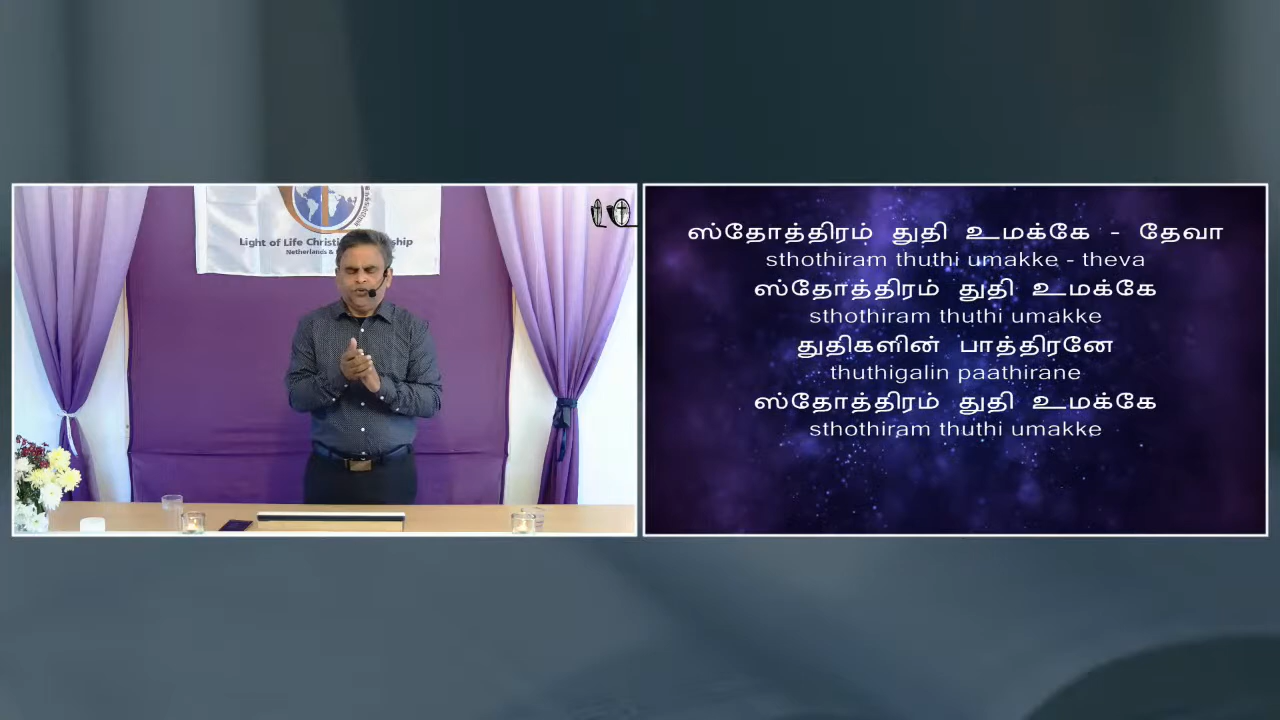 Light of Life Christi
ship
Netherlands &
ஸ்தோத்திரம் துதி உமக்கே - தேவா
sthothiram thuthi umakke - theva
ஸ்தோத்திரம் துதி உமக்கே
sthothiram thuthi umakke
துதிகளின் பாத்திரனே
thuthigalin paathirane
ஸ்தோத்திரம் துதி உமக்கே
sthothiram thuthi umakke